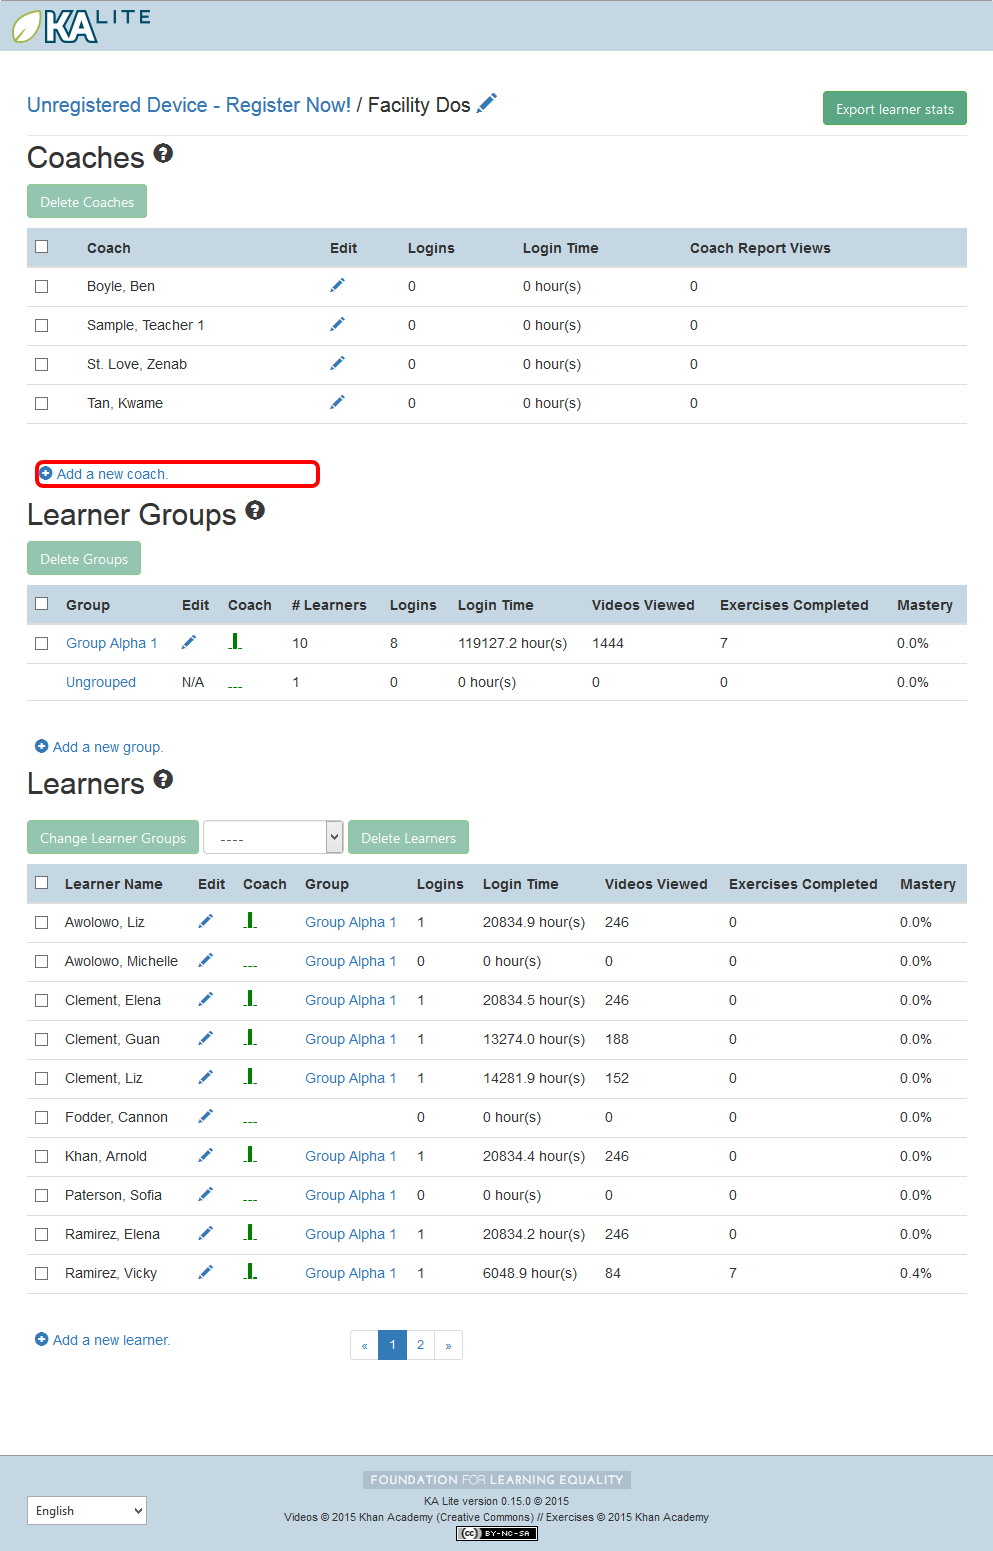 KA LITE
Unregistered Device - Register Now! / Facility Dos
Export learner stats
Coaches ?
Delete Coaches
Coach Edit Logins Login Time Coach Report Views
Boyle, Ben 0 0 hour(s) 0
Sample, Teacher 1 0 0 hour(s) 0
St. Love, Zenab 0 0 hour(s) 0
Tan, Kwame 0 0 hour(s) 0
Add a new coach.
Learner Groups ?
Delete Groups
Group Edit Coach # Learners Logins Login Time Videos Viewed Exercises Completed Mastery
Group Alpha 1 10 8 119127.2 hour(s) 1444 7 0.0%
Ungrouped N/A --- 1 0 0 hour(s) 0 0 0.0%
Add a new group.
Learners ?
Change Learner Groups ---- Delete Learners
Learner Name Edit Coach Group Logins Login Time Videos Viewed Exercises Completed Mastery
Awolowo, Liz Group Alpha 1 1 20834.9 hour(s) 246 0 0.0%
Awolowo, Michelle --- Group Alpha 1 0 0 hour(s) 0 0 0.0%
Clement, Elena Group Alpha 1 1 20834.5 hour(s) 246 0 0.0%
Clement, Guan Group Alpha 1 1 13274.0 hour(s) 188 0 0.0%
Clement, Liz Group Alpha 1 1 14281.9 hour(s) 152 0 0.0%
Fodder, Cannon --- 0 0 hour(s) 0 0 0.0%
Khan, Arnold Group Alpha 1 1 20834.4 hour(s) 246 0 0.0%
Paterson, Sofia --- Group Alpha 1 0 0 hour(s) 0 0 0.0%
Ramirez, Elena Group Alpha 1 1 20834.2 hour(s) 246 0 0.0%
Ramirez, Vicky Group Alpha 1 1 6048.9 hour(s) 84 7 0.4%
Add a new learner.
« 1 2 »
FOUNDATION FOR LEARNING EQUALITY
English
KA Lite version 0.15.0 © 2015
Videos © 2015 Khan Academy (Creative Commons) // Exercises © 2015 Khan Academy
(cc) BY-NC-SA